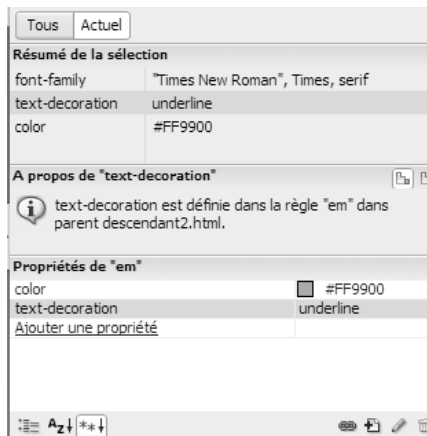 Tous Actuel
Résumé de la sélection
font-family "Times New Roman", Times, serif
text-decoration underline
color #FF9900
A propos de "text-decoration"
text-decoration est définie dans la règle "em" dans
parent descendant2.html.
Propriétés de "em"
color #FF9900
text-decoration underline
Ajouter une propriété